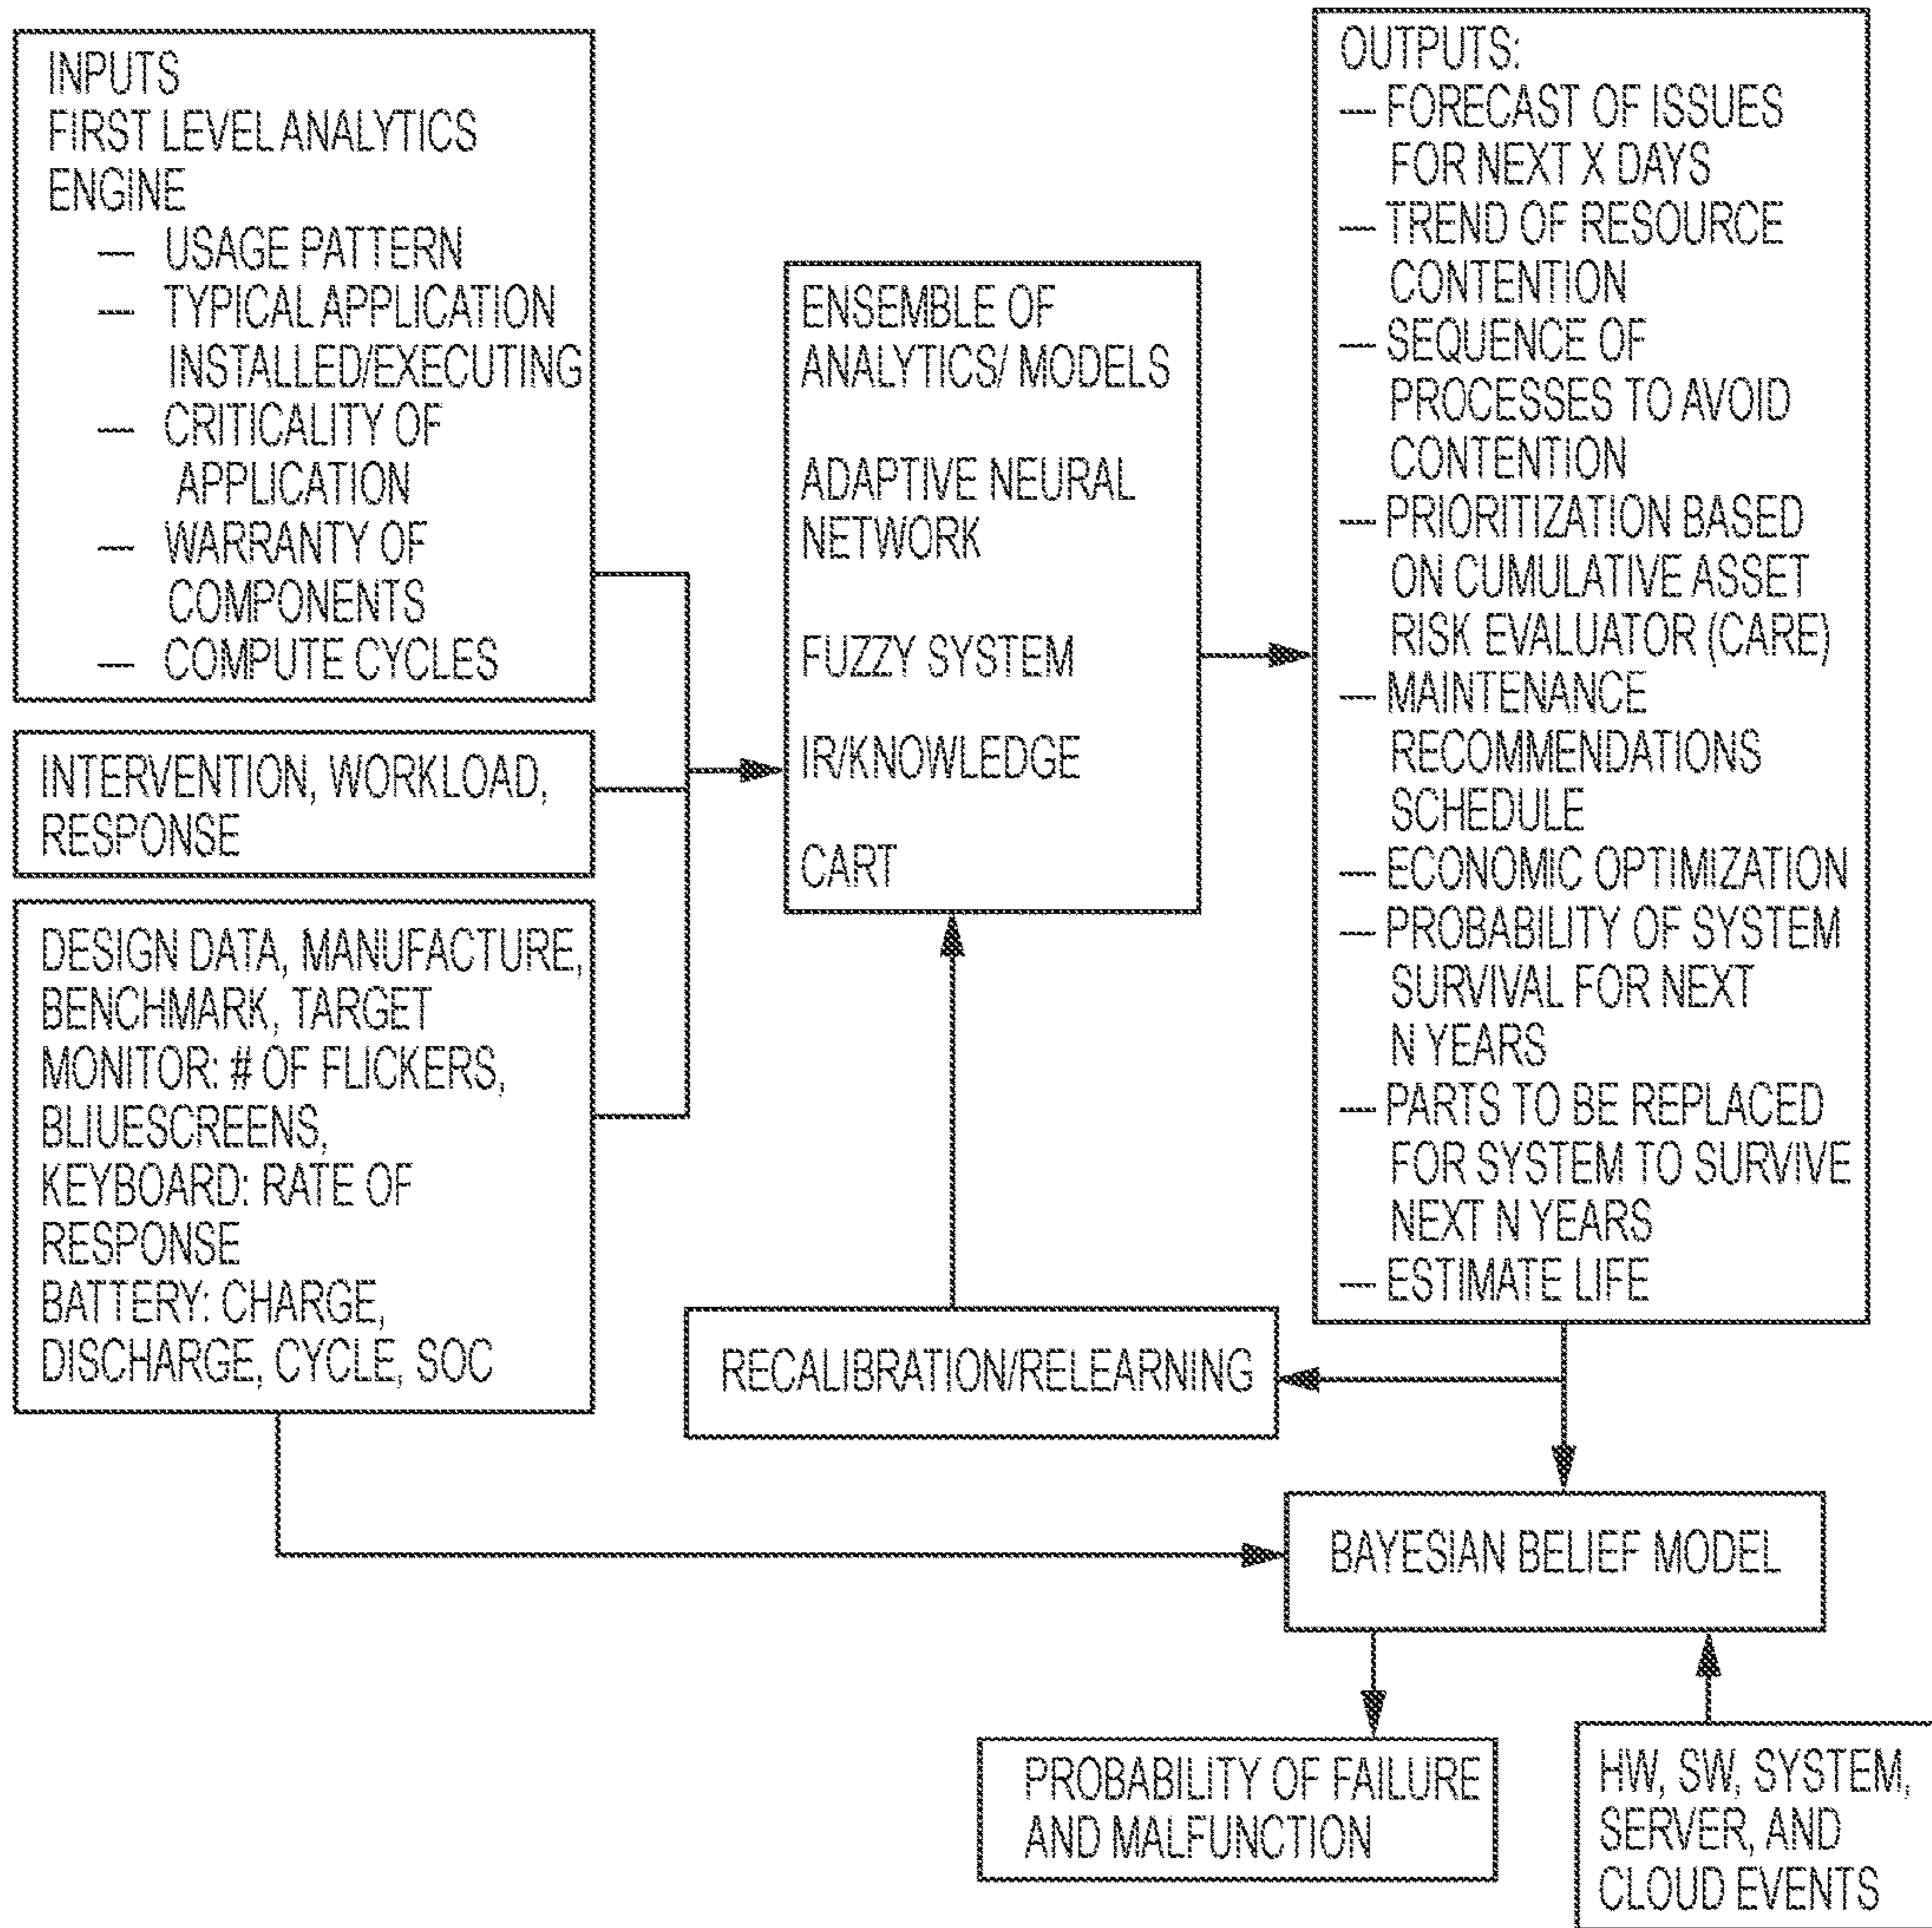 INPUTS
FIRST LEVEL ANALYTICS
ENGINE
— USAGE PATTERN
— TYPICAL APPLICATION
INSTALLED/EXECUTING
— CRITICALITY OF
APPLICATION
— WARRANTY OF
COMPONENTS
— COMPUTE CYCLES
INTERVENTION, WORKLOAD,
RESPONSE
DESIGN DATA, MANUFACTURE,
BENCHMARK, TARGET
MONITOR: # OF FLICKERS,
BLIUESCREENS,
KEYBOARD: RATE OF
RESPONSE
BATTERY: CHARGE,
DISCHARGE, CYCLE, SOC
ENSEMBLE OF
ANALYTICS/ MODELS
ADAPTIVE NEURAL
NETWORK
FUZZY SYSTEM
IR/KNOWLEDGE
CART
OUTPUTS:
— FORECAST OF ISSUES
FOR NEXT X DAYS
— TREND OF RESOURCE
CONTENTION
— SEQUENCE OF
PROCESSES TO AVOID
CONTENTION
— PRIORITIZATION BASED
ON CUMULATIVE ASSET
RISK EVALUATOR (CARE)
— MAINTENANCE
RECOMMENDATIONS
SCHEDULE
— ECONOMIC OPTIMIZATION
— PROBABILITY OF SYSTEM
SURVIVAL FOR NEXT
N YEARS
— PARTS TO BE REPLACED
FOR SYSTEM TO SURVIVE
NEXT N YEARS
— ESTIMATE LIFE
RECALIBRATION/RELEARNING
BAYESIAN BELIEF MODEL
PROBABILITY OF FAILURE
AND MALFUNCTION
HW, SW, SYSTEM,
SERVER, AND
CLOUD EVENTS